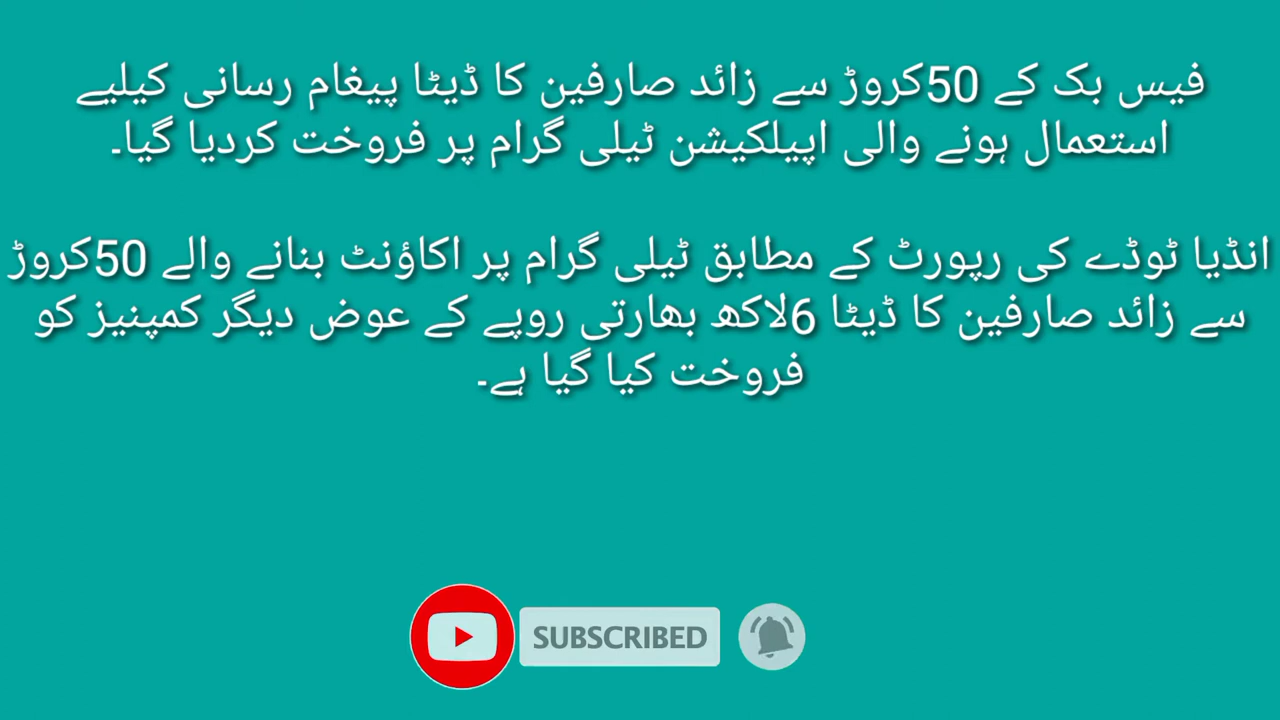 فیس بک کے 50کروڑ سے زائد صارفین کا ڈیٹا پیغام رسانی کیلیے
استعمال ہونے والی اپیلکیشن ٹیلی گرام پر فروخت کردیا گیا۔
انڈیا ٹوڈے کی رپورٹ کے مطابق ٹیلی گرام پر اکاؤنٹ بنانے والے 50کروڑ
سے زائد صارفین کا ڈیٹا 6لاکھ بھارتی روپے کے عوض دیگر کمپنیز کو
فروخت کیا گیا ہے۔
SUBSCRIBED